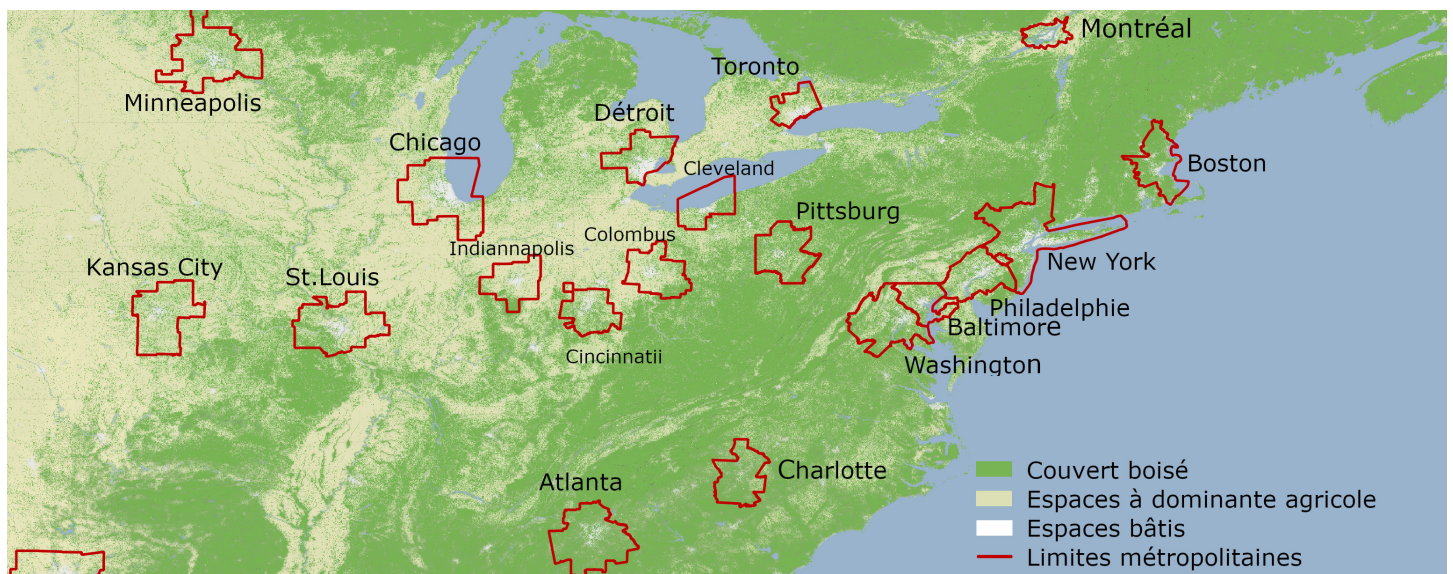 Montréal
Toronto
Minneapolis
Détroit
Chicago
Cleveland
Boston
Pittsburg
Colombus
Indiannapolis
Kansas City
St.Louis
New York
Philadelphie
Baltimore
Cincinnatii
Washington
Charlotte
Atlanta
Couvert boisé
Espaces à dominante agricole
Espaces bâtis
Limites métropolitaines